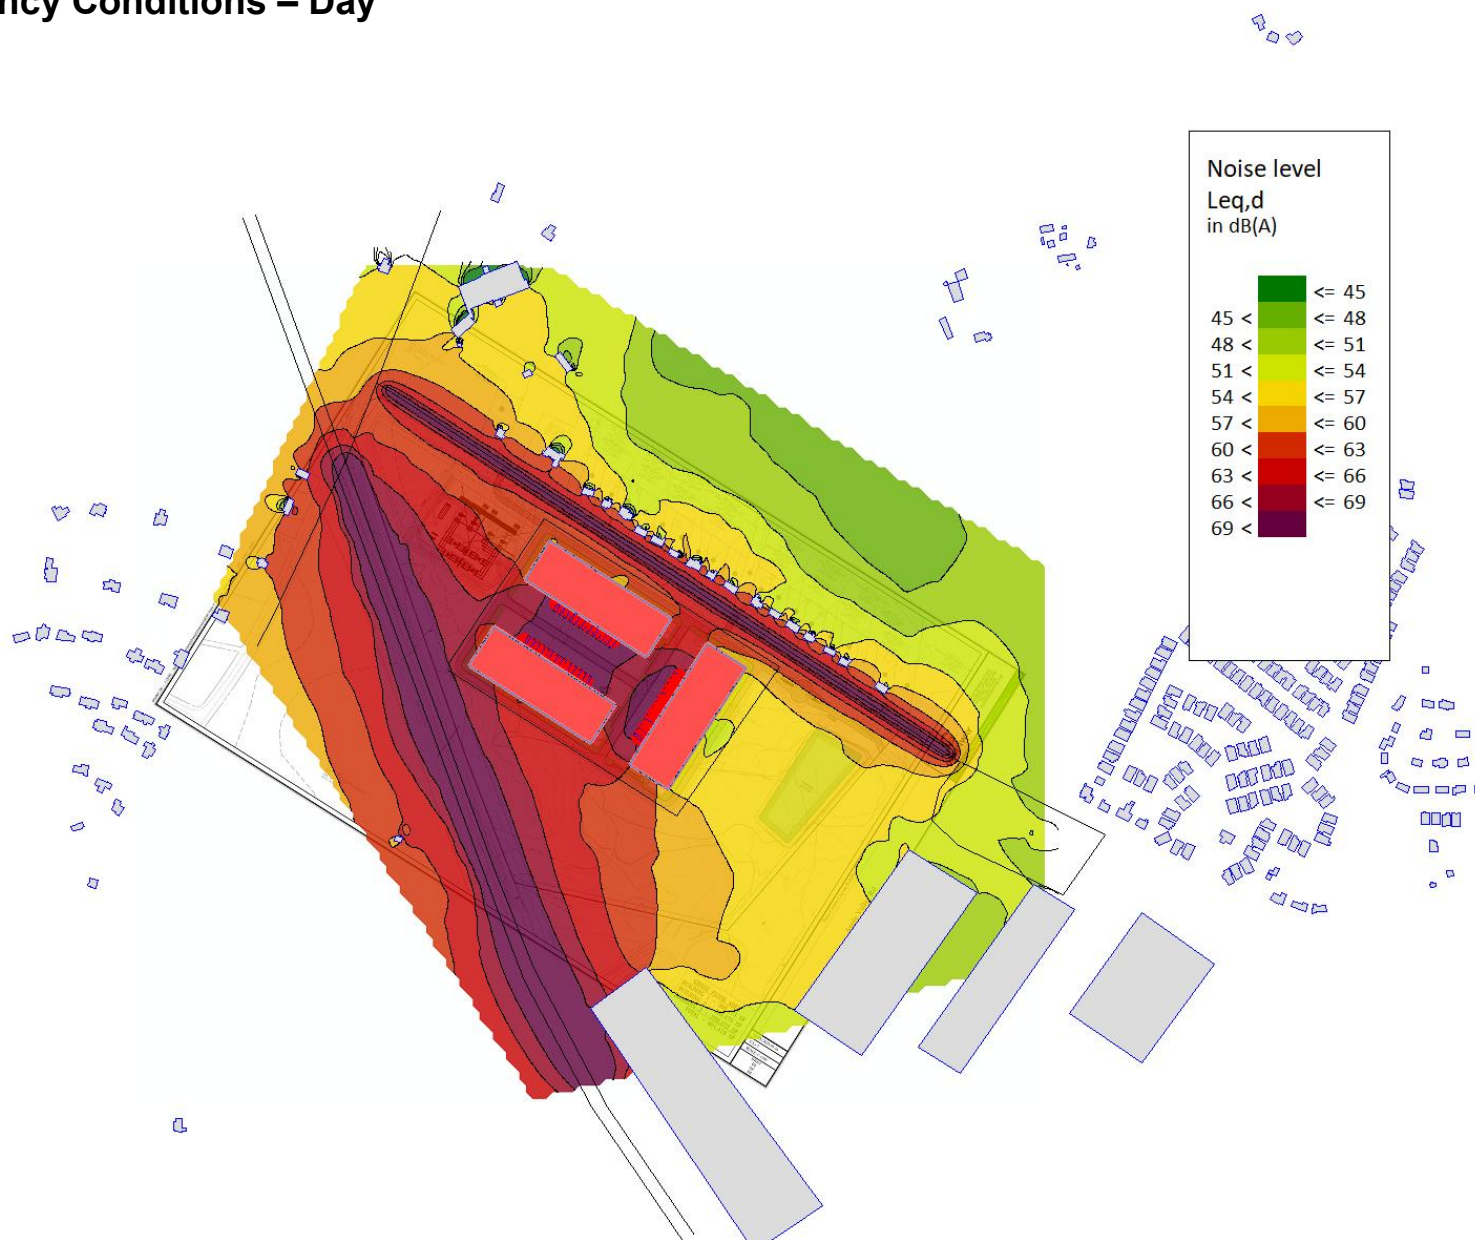 ncy Conditions – Day
Noise level
Leq,d
in dB(A)
<= 45
45 < <= 48
48 < <= 51
51 < <= 54
54 < <= 57
57 < <= 60
60 < <= 63
63 < <= 66
66 < <= 69
69 <